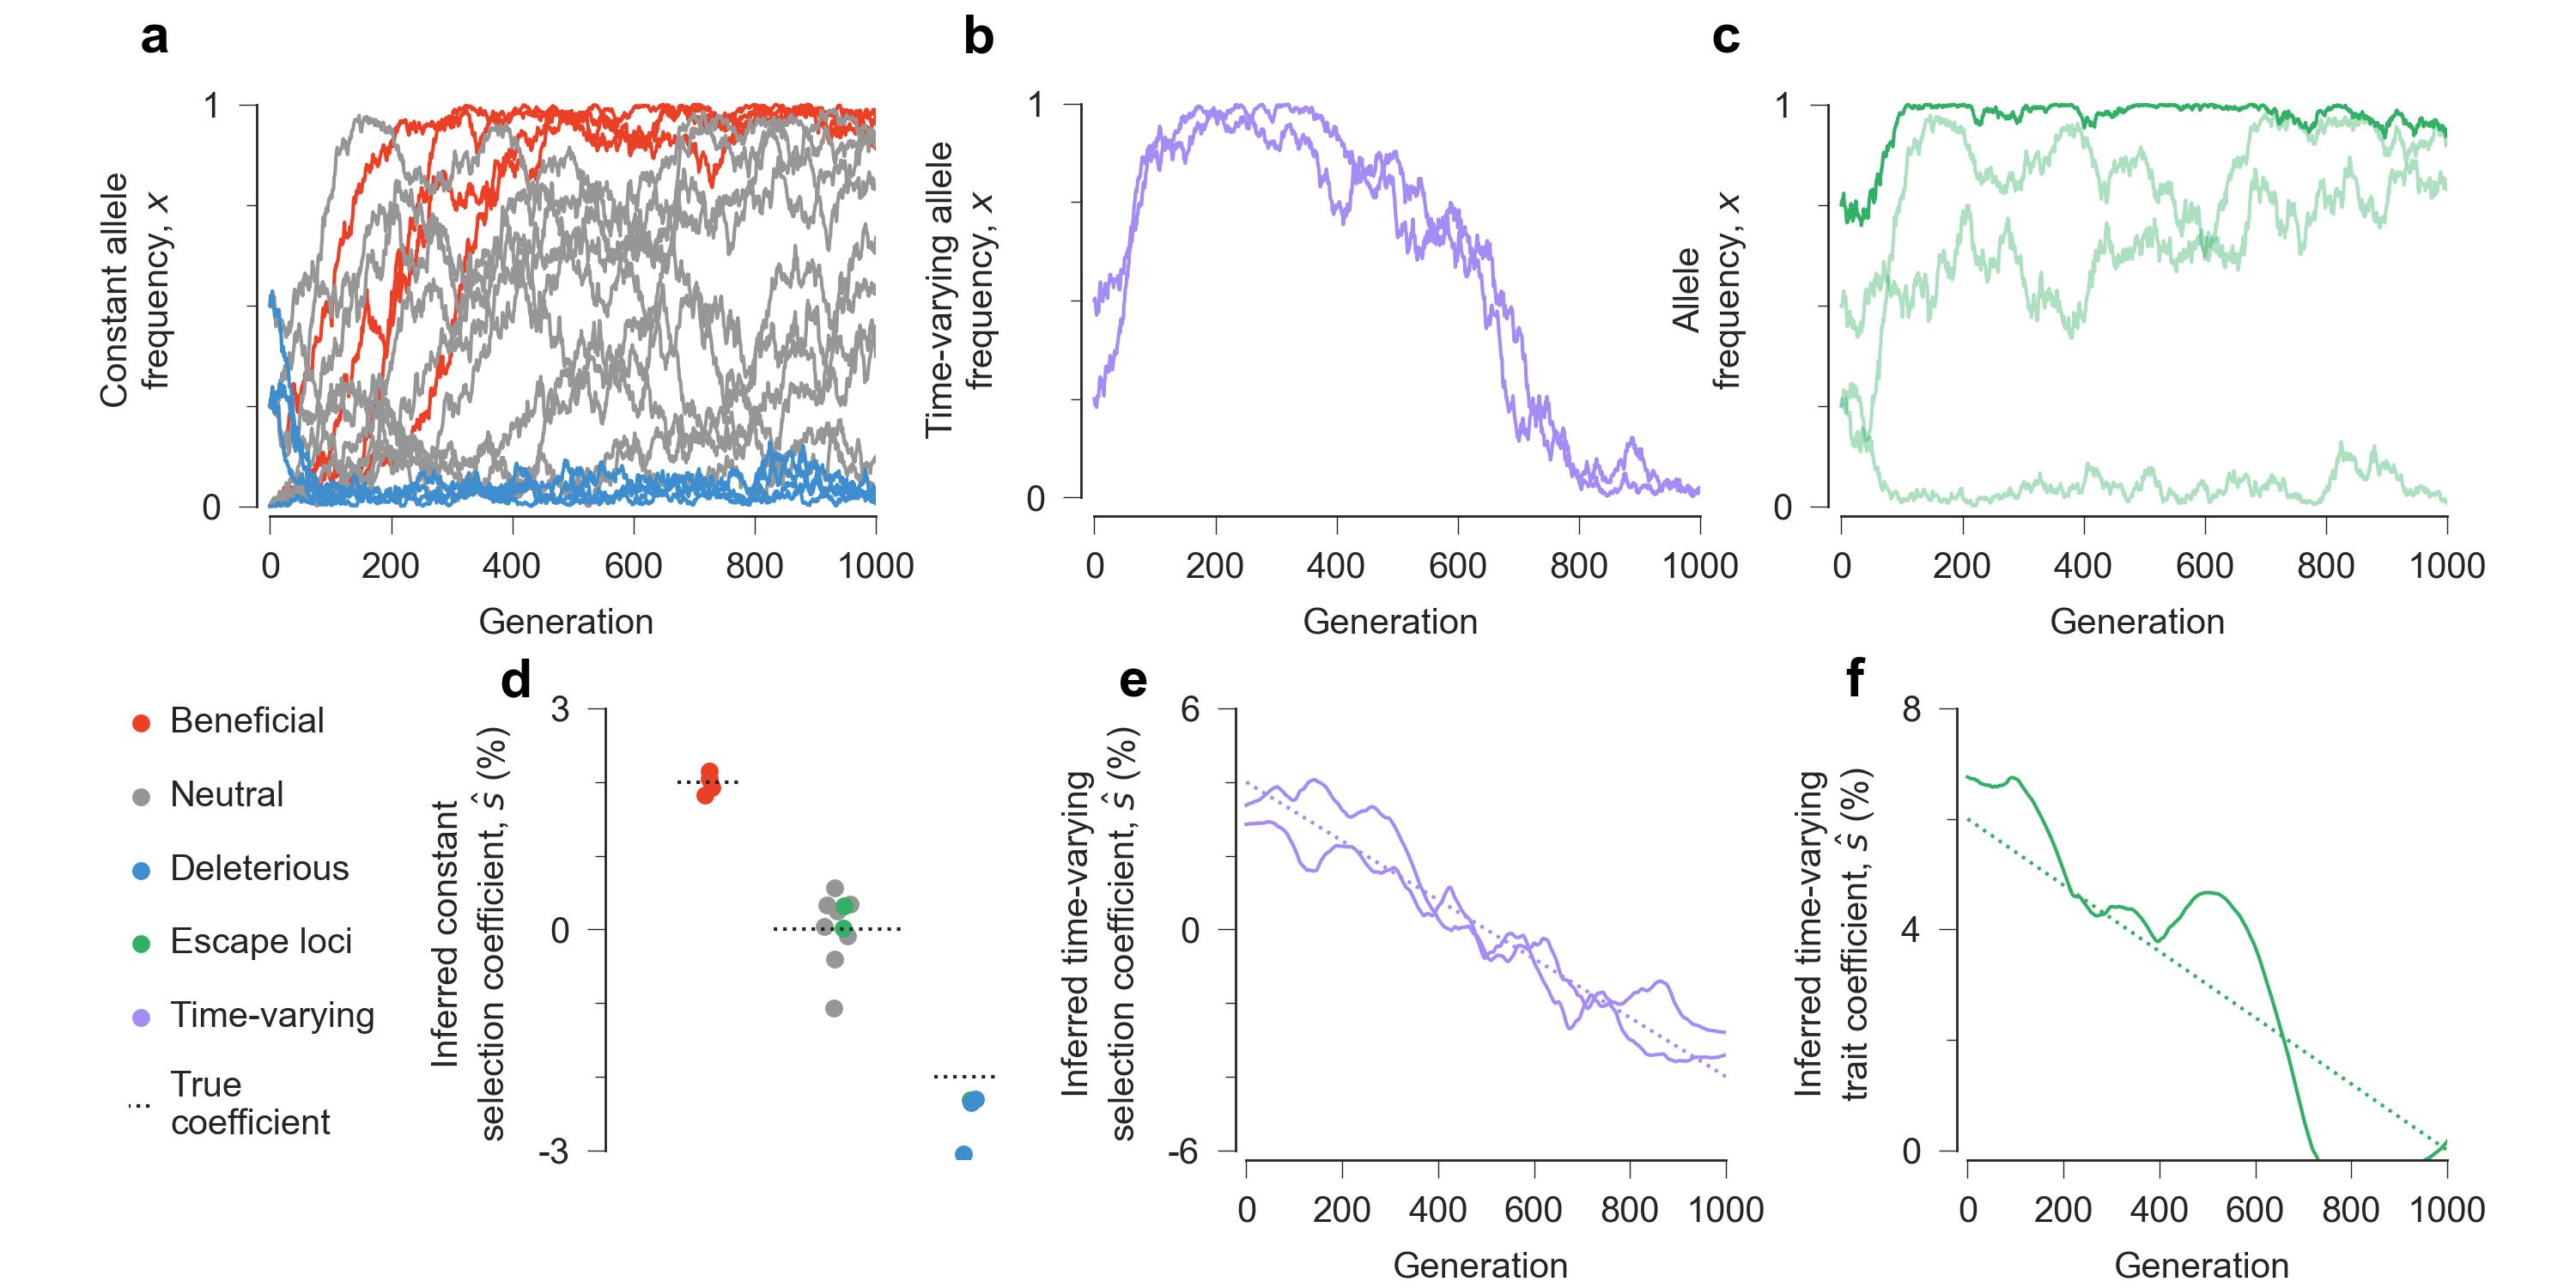 a
1
0
Constant allele
frequency, x
0 200 400 600 800 1000
Generation
b
1
0
Time-varying allele
frequency, x
0 200 400 600 800 1000
Generation
c
1
0
Allele
frequency, x
0 200 400 600 800 1000
Generation
Beneficial
Neutral
Deleterious
Escape loci
Time-varying
True
coefficient
d
3
0
-3
Inferred constant
selection coefficient, ŝ (%)
e
6
0
-6
Inferred time-varying
selection coefficient, ŝ (%)
0 200 400 600 800 1000
Generation
f
8
4
0
Inferred time-varying
trait coefficient, ŝ (%)
0 200 400 600 800 1000
Generation